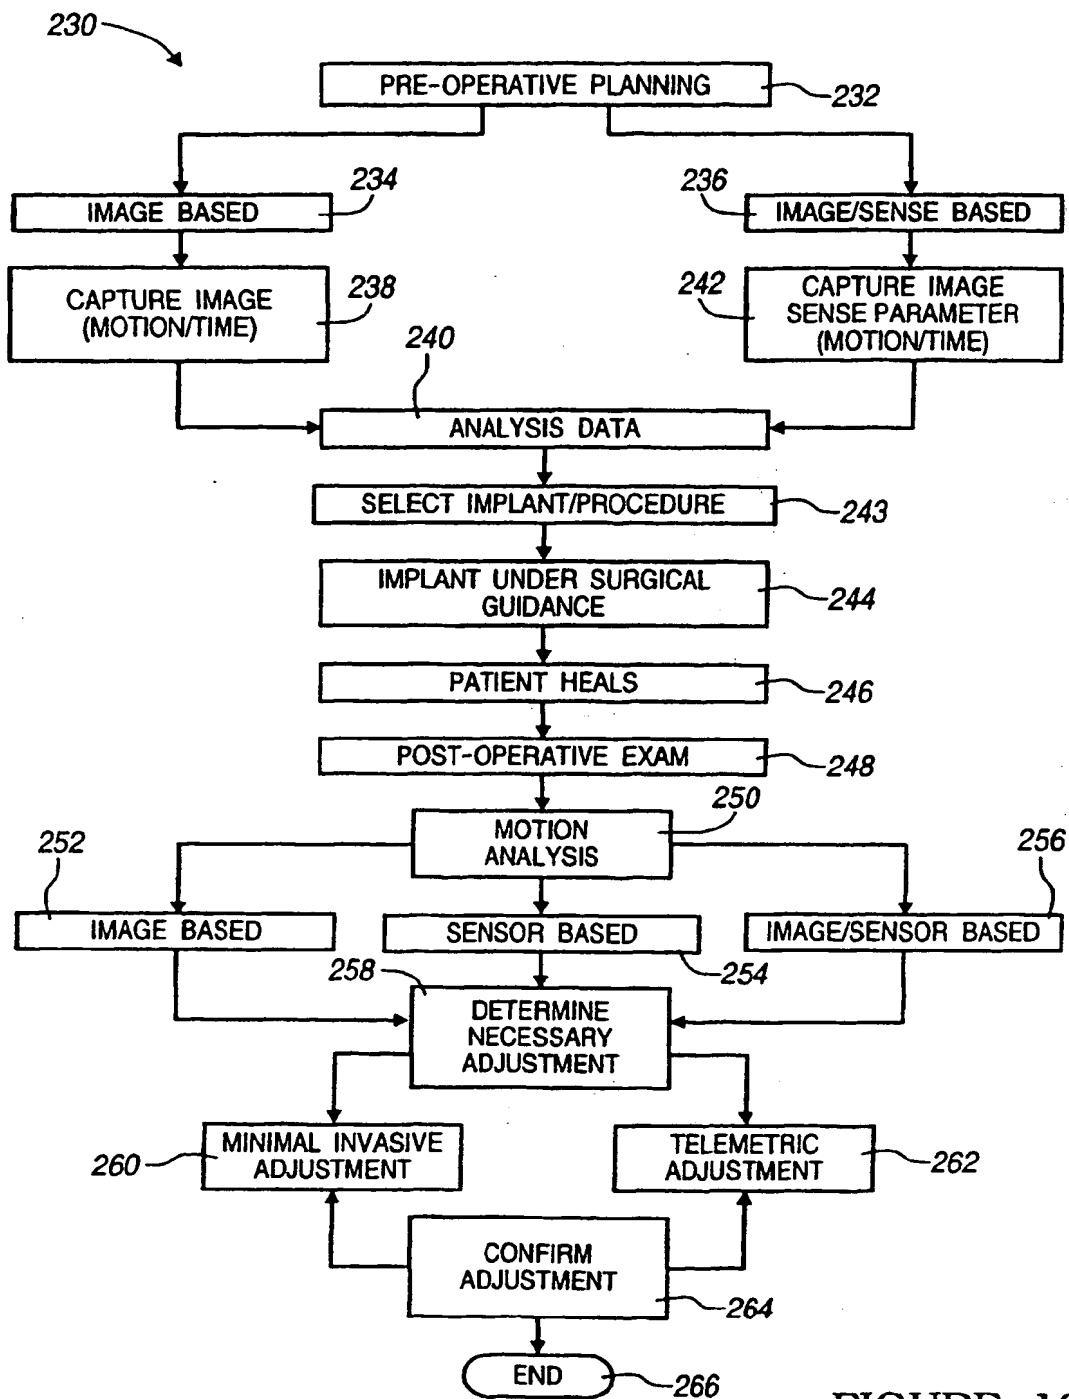 230
PRE-OPERATIVE PLANNING
232
234
236
IMAGE BASED
IMAGE/SENSE BASED
CAPTURE IMAGE
(MOTION/TIME)
238
242
CAPTURE IMAGE
SENSE PARAMETER
(MOTION/TIME)
240
ANALYSIS DATA
SELECT IMPLANT/PROCEDURE
243
IMPLANT UNDER SURGICAL
GUIDANCE
244
PATIENT HEALS
246
POST-OPERATIVE EXAM
248
250
MOTION
ANALYSIS
252
256
IMAGE BASED
SENSOR BASED
IMAGE/SENSOR BASED
254
258
DETERMINE
NECESSARY
ADJUSTMENT
260
MINIMAL INVASIVE
ADJUSTMENT
TELEMETRIC
ADJUSTMENT
262
CONFIRM
ADJUSTMENT
264
END
266